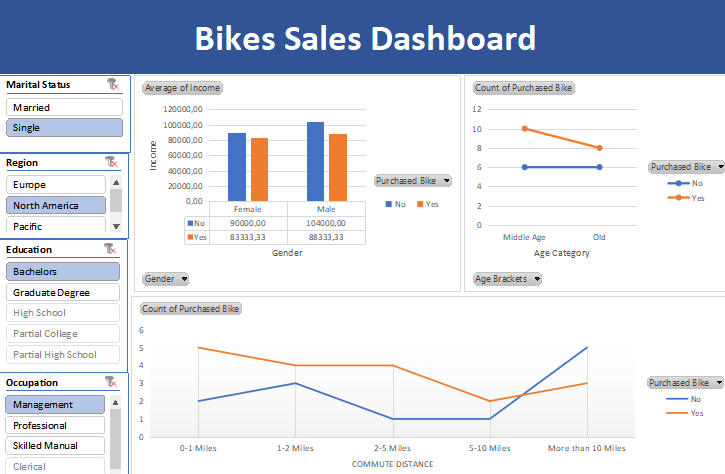 Bikes Sales Dashboard
Marital Status
Married
Single
Region
Europe
North America
Pacific
Education
Bachelors
Graduate Degree
High School
Partial College
Partial High School
Occupation
Management
Professional
Skilled Manual
Clerical
Average of Income
120000,00
100000,00
80000,00
60000,00
40000,00
20000,00
0,00
Income
Female Male
No 90000,00 104000,00
Yes 83333,33 88333,33
Gender
Purchased Bike
No Yes
Gender
Count of Purchased Bike
12
10
8
6
4
2
0
Middle Age Old
Age Category
Purchased Bike
No
Yes
Age Brackets
Count of Purchased Bike
6
5
4
3
2
1
0
0-1 Miles 1-2 Miles 2-5 Miles 5-10 Miles More than 10 Miles
COMMUTE DISTANCE
Purchased Bike
No
Yes